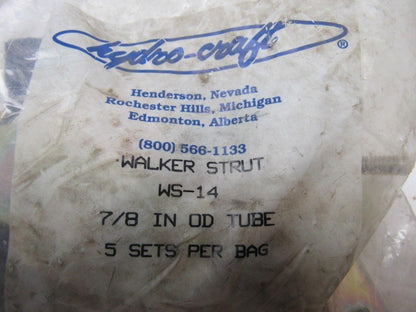 hydro-craft ®
Henderson, Nevada
Rochester Hills, Michigan
Edmonton, Alberta
(800) 566-1133
WALKER STRUT
WS-14
7/8 IN OD TUBE
5 SETS PER BAG